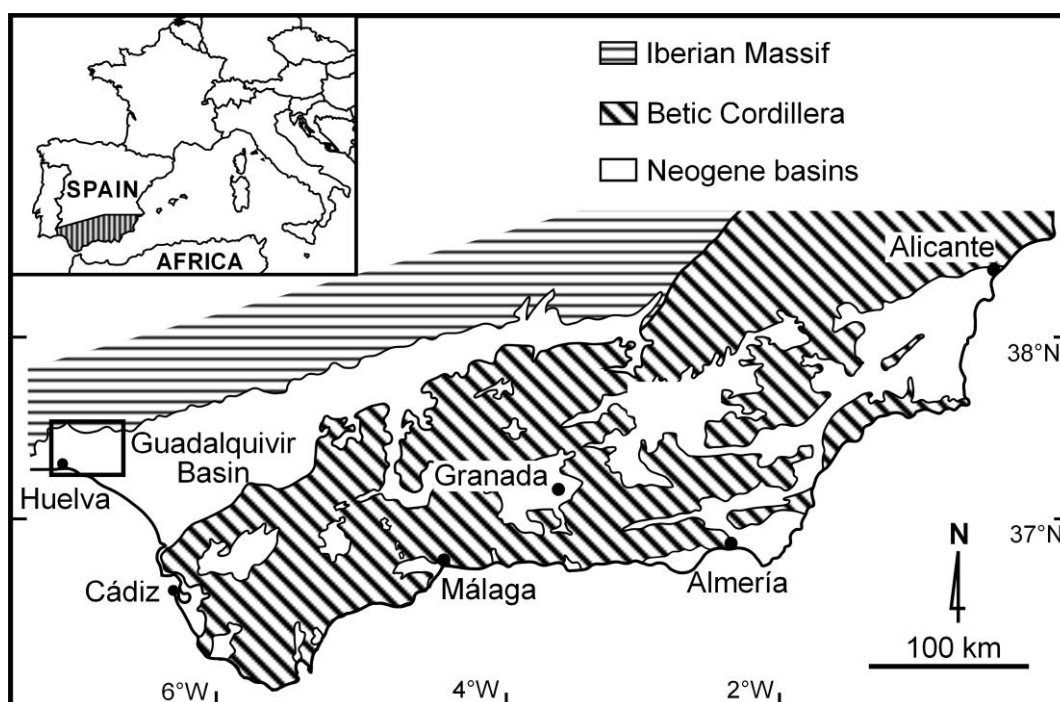 SPAIN
AFRICA
Iberian Massif
Betic Cordillera
Neogene basins
Alicante
38°N
Guadalquivir
Basin
Granada
Huelva
37°N
N
Cádiz
Málaga
Almería
100 km
6°W
4°W
2°W